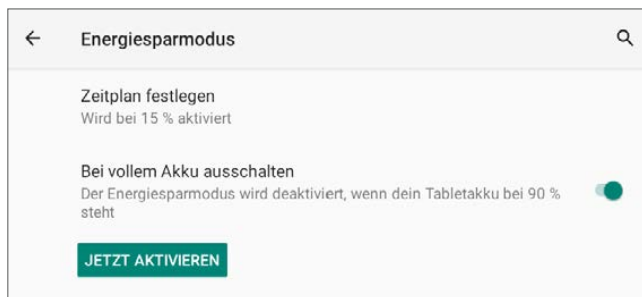 Energiesparmodus
Zeitplan festlegen
Wird bei 15 % aktiviert
Bei vollem Akku ausschalten
Der Energiesparmodus wird deaktiviert, wenn dein Tabletakku bei 90 %
steht
JETZT AKTIVIEREN